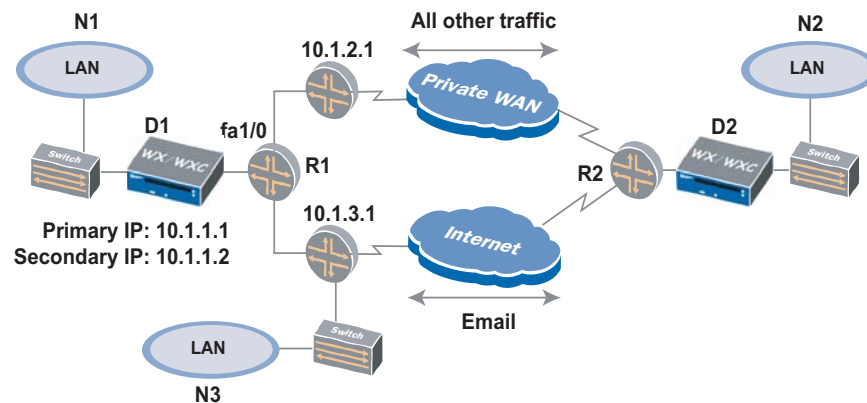 All other traffic
N1
N2
LAN
10.1.2.1
Private WAN
LAN
D1
fa1/0
D2
Switch
WX/WXC
R1
R2
WX/WXC
Switch
10.1.3.1
Primary IP: 10.1.1.1
Secondary IP: 10.1.1.2
Internet
Email
Switch
LAN
N3